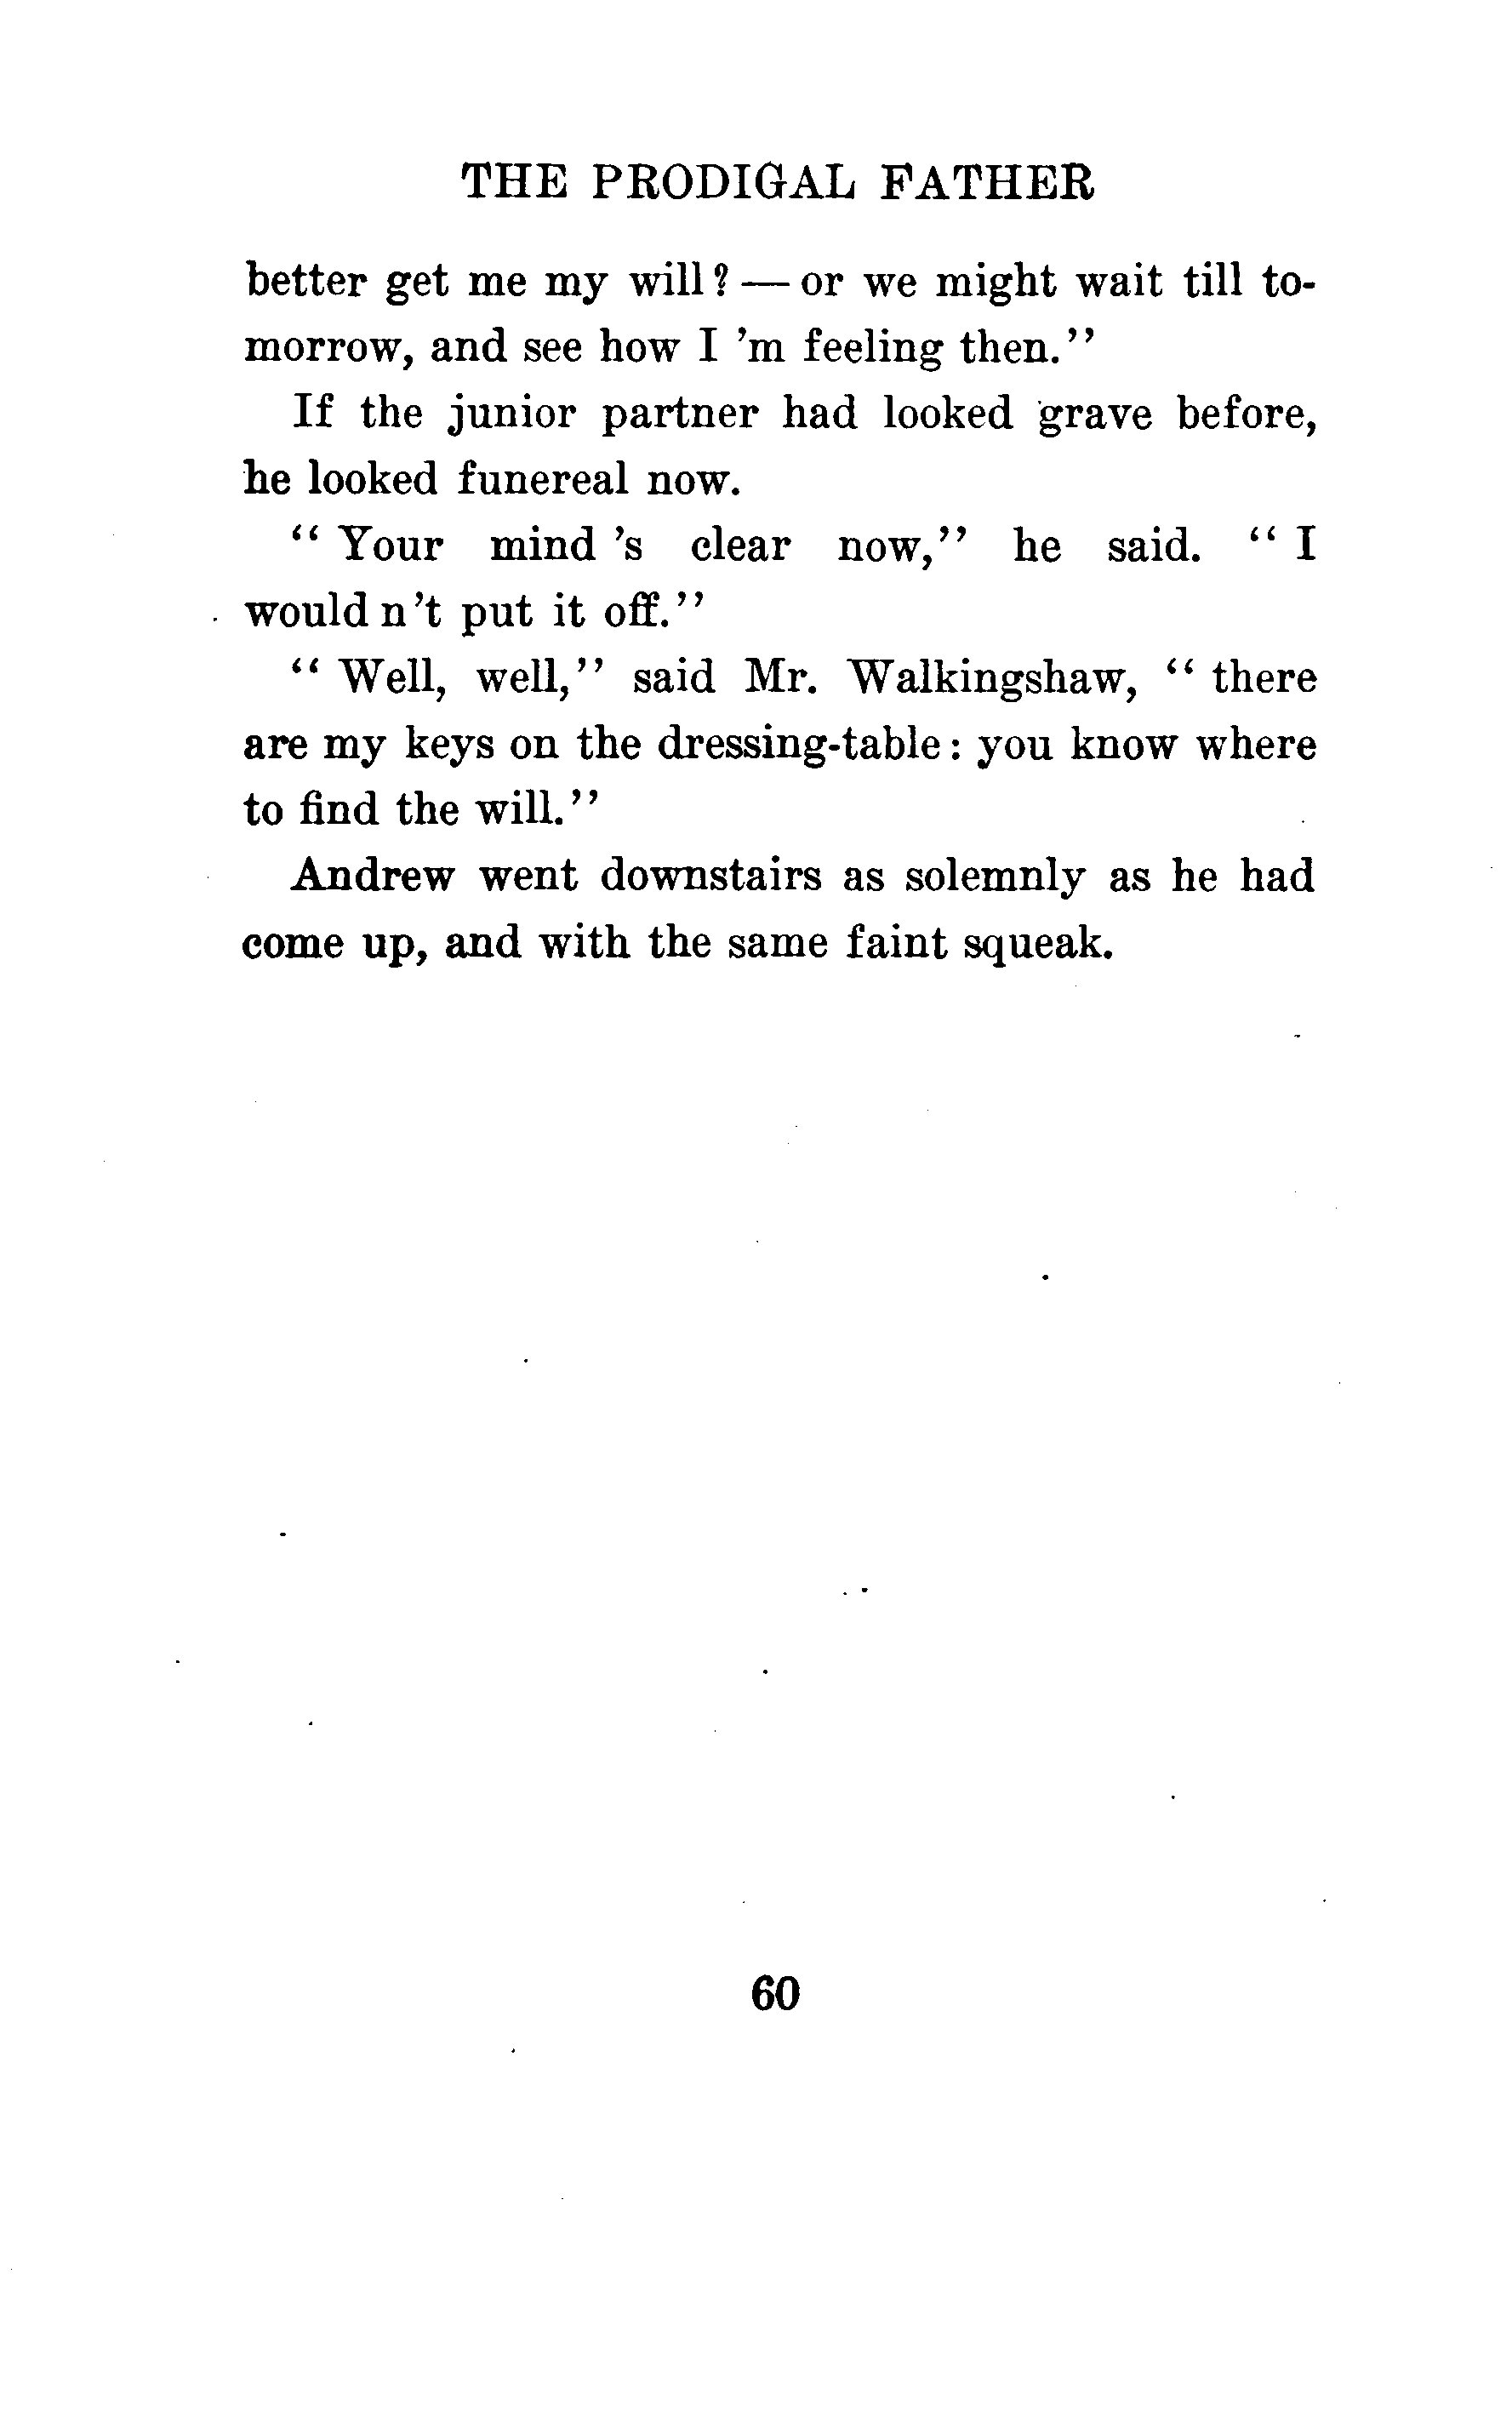 THE PRODIGAL FATHER
better get me my will? — or we might wait till to-
morrow, and see how I 'm feeling then."
If the junior partner had looked grave before,
he looked funereal now.
"Your mind 's clear now," he said. "I
would n't put it off."
"Well, well," said Mr. Walkingshaw, "there
are my keys on the dressing-table: you know where
to find the will."
Andrew went downstairs as solemnly as he had
come up, and with the same faint squeak.
60